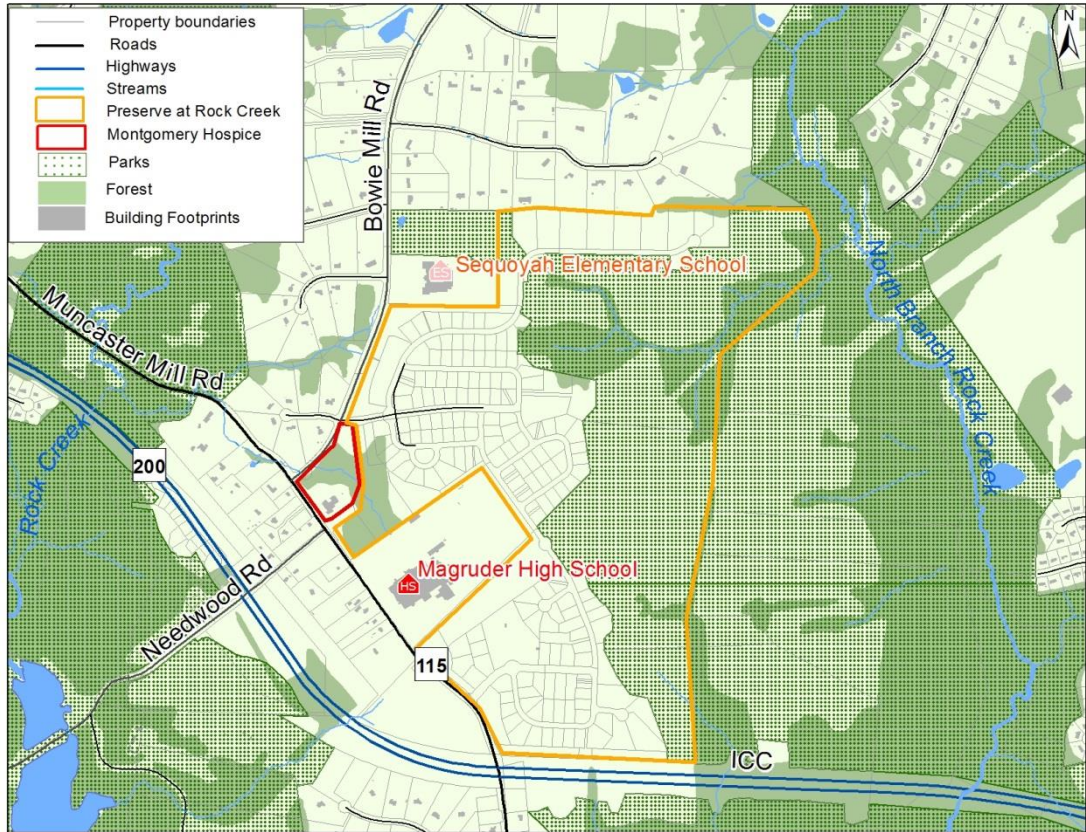 Property boundaries
Roads
Highways
Streams
Preserve at Rock Creek
Montgomery Hospice
Parks
Forest
Building Footprints
N
Bowie Mill Rd
ES
Sequoyah Elementary School
North Branch Rock Creek
Muncaster Mill Rd
Rock Creek
200
Needwood Rd
HS
Magruder High School
115
ICC